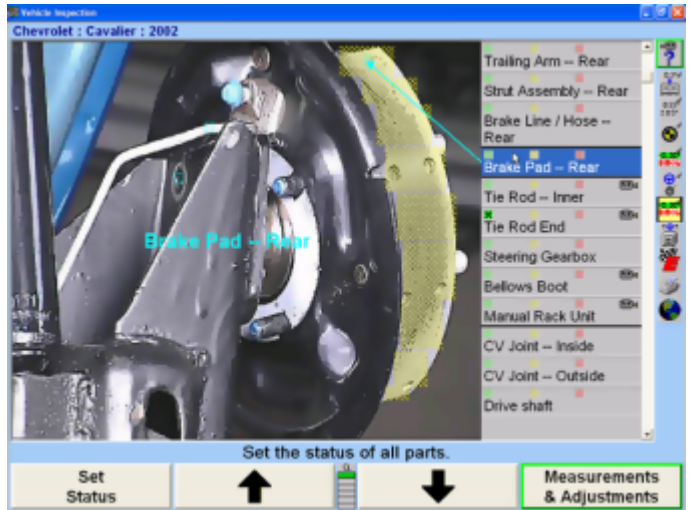 Vehicle Inspection
Chevrolet : Cavalier : 2002
Trailing Arm -- Rear
Strut Assembly -- Rear
Brake Line / Hose --
Rear
Brake Pad -- Rear
Tie Rod -- Inner
Tie Rod End
Steering Gearbox
Bellows Boot
Manual Rack Unit
CV Joint -- Inside
CV Joint -- Outside
Drive shaft
Brake Pad -- Rear
Set the status of all parts.
Set
Status
Measurements
& Adjustments